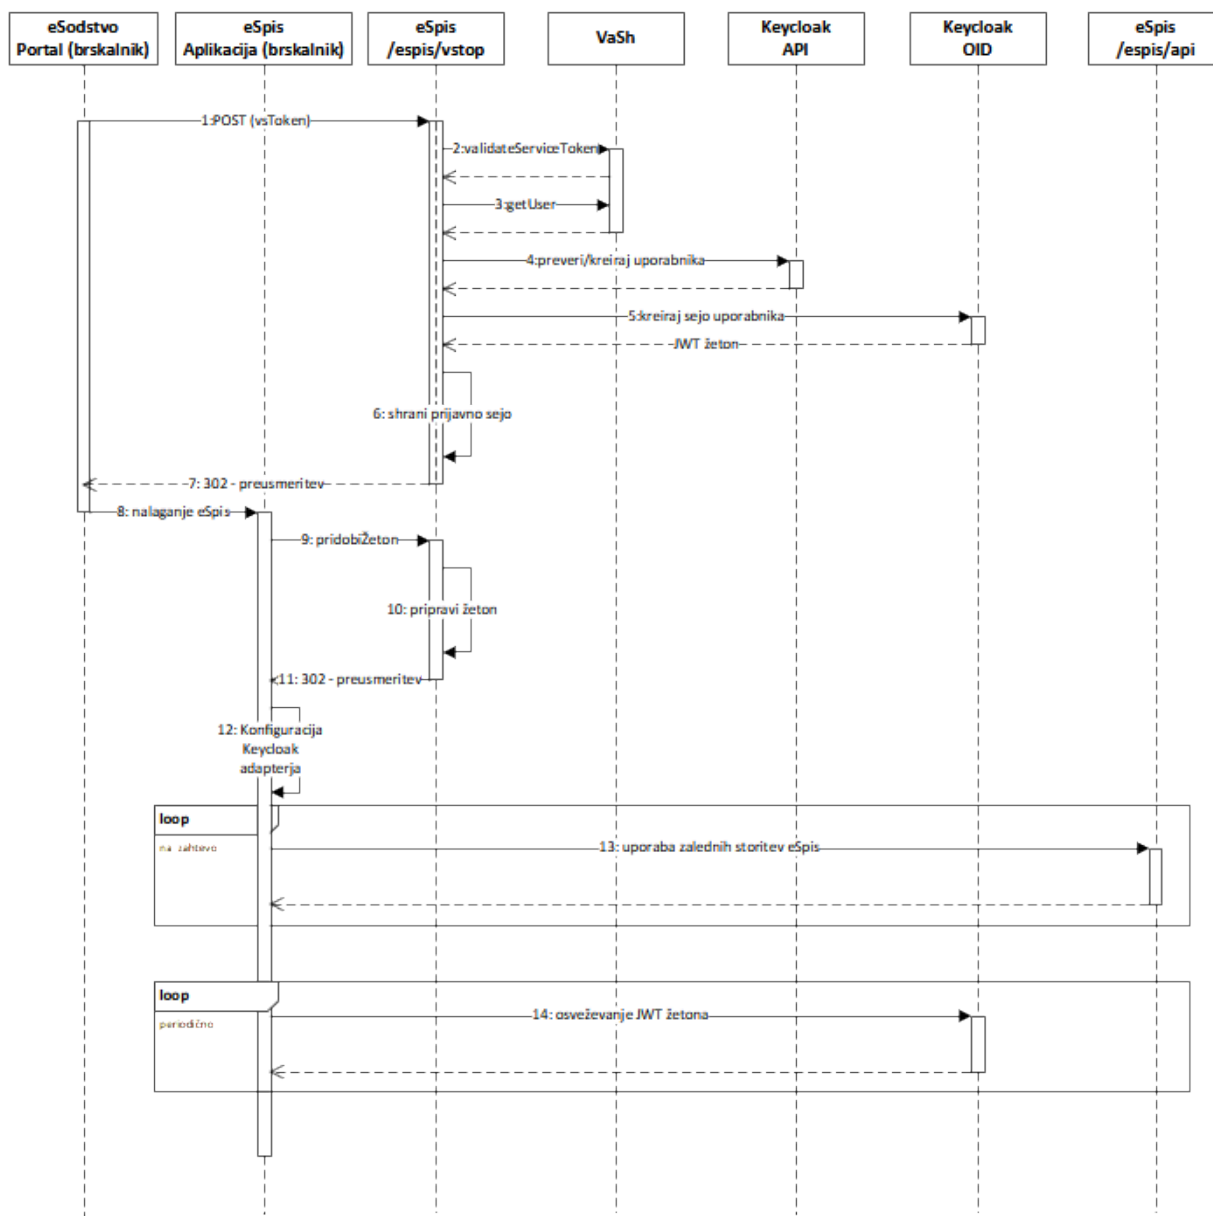 eSodstvo
Portal (brskalnik)
eSpis
Aplikacija (brskalnik)
eSpis
/espis/vstop
VaSh
Keycloak
API
Keycloak
OID
eSpis
/espis/api
1:POST (vsToken)
2:validateServiceToken
3:getUser
4:preveri/kreiraj uporabnika
5:kreiraj sejo uporabnika
JWT žeton
6: shrani prijavno sejo
7: 302 - preusmeritev
8: nalaganje eSpis
9: pridobiŽeton
10: pripravi žeton
11: 302 - preusmeritev
12: Konfiguracija
Keycloak
adapterja
loop
na zahtevo
13: uporaba zalednih storitev eSpis
loop
periodično
14: osveževanje JWT žetona